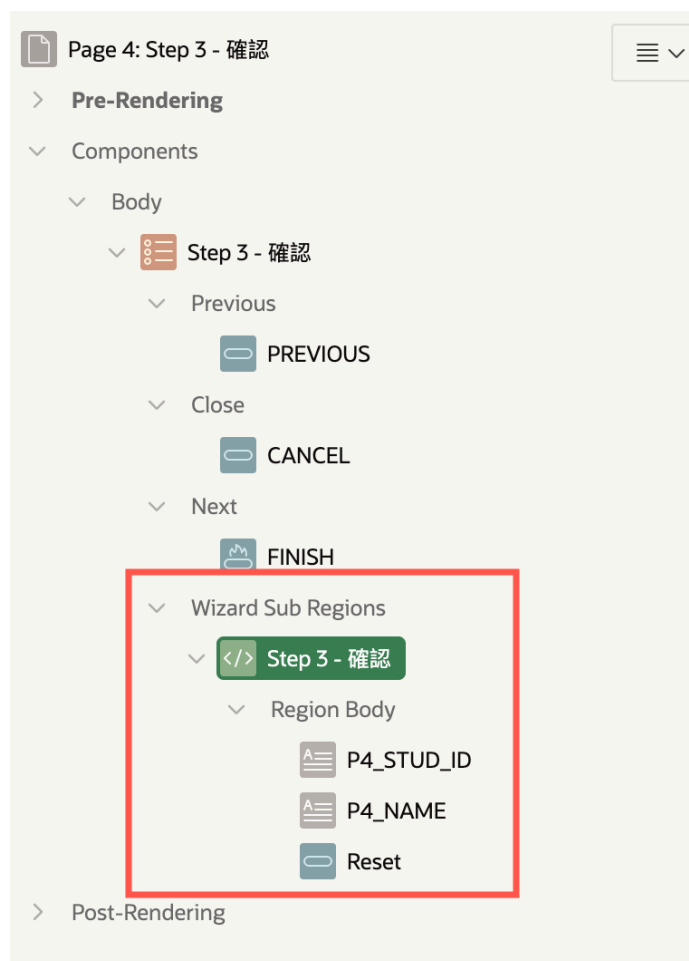 Page 4: Step 3 - 確認
Pre-Rendering
Components
Body
Step 3 - 確認
Previous
PREVIOUS
Close
CANCEL
Next
FINISH
Wizard Sub Regions
</> Step 3 - 確認
Region Body
P4_STUD_ID
P4_NAME
Reset
Post-Rendering